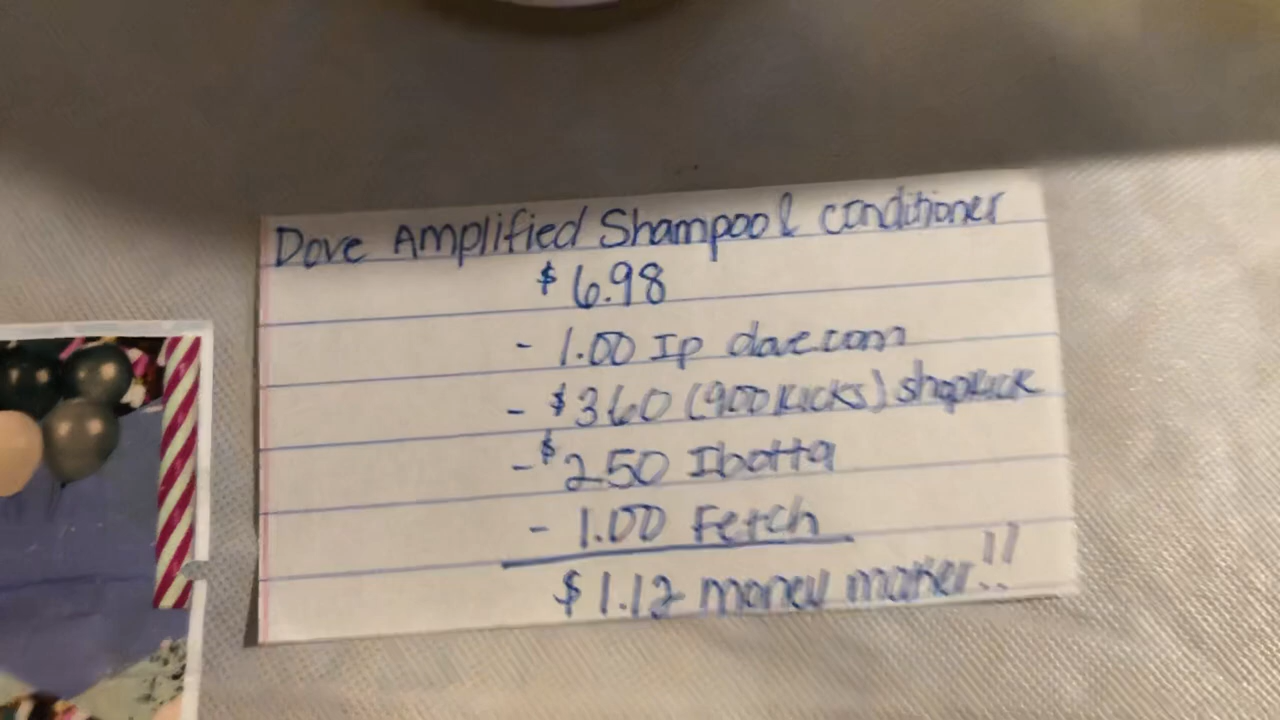 Dove Amplified Shampoo & conditioner
$6.98
- 1.00 Ip dove.com
- $3.60 (900 kicks) shopkick
- $2.50 Ibotta
- 1.00 Fetch
$1.12 money maker!!